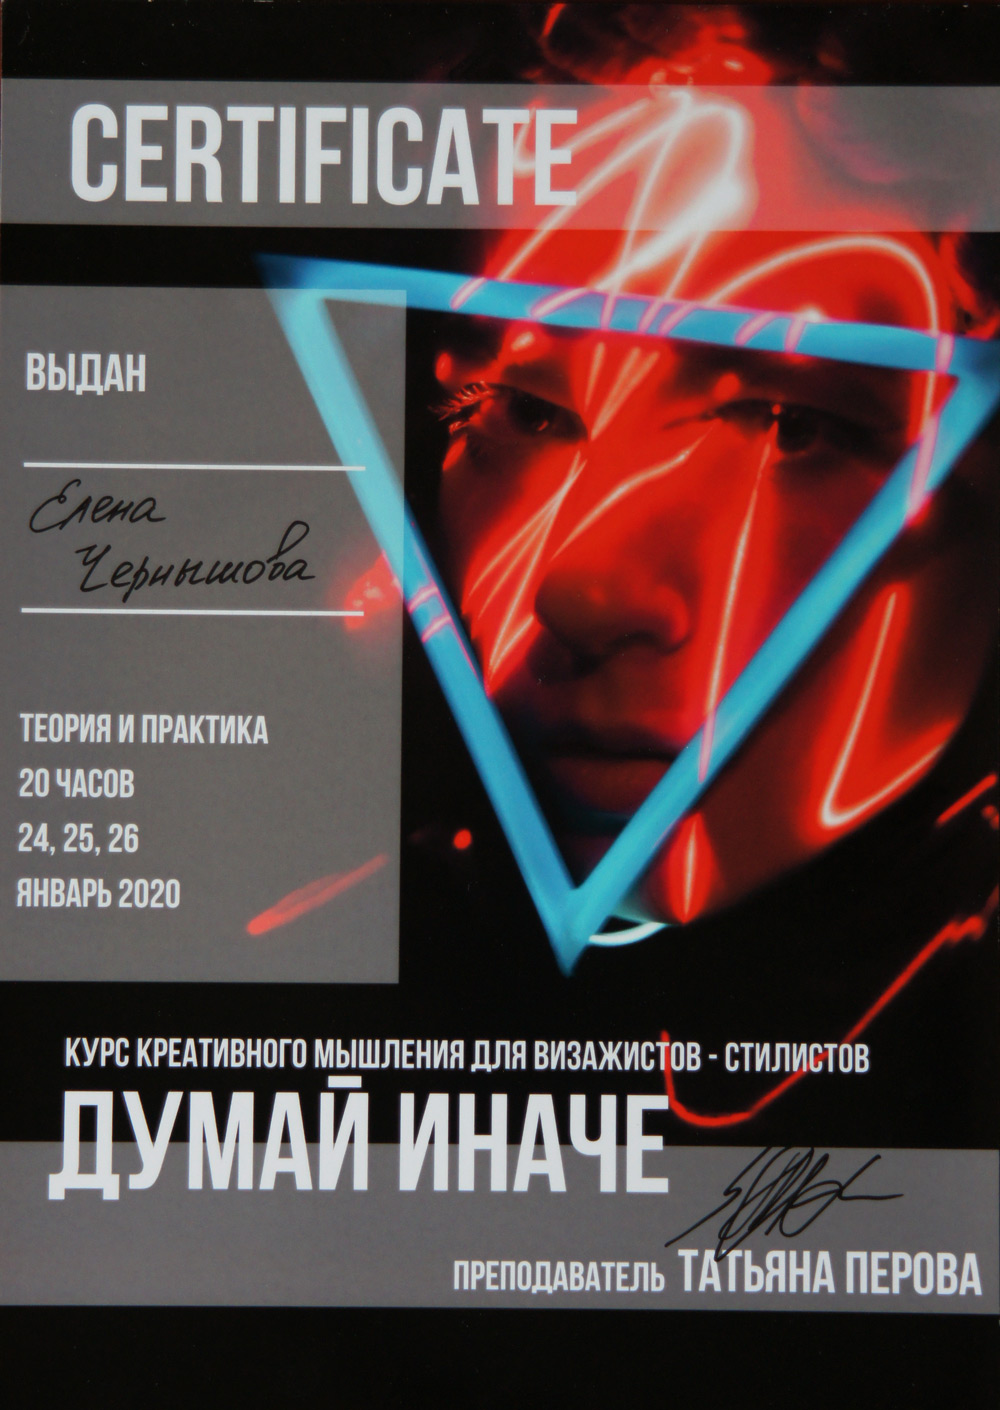 CERTIFICATE
ВЫДАН
Елена
Чернышова
ТЕОРИЯ И ПРАКТИКА
20 ЧАСОВ
24, 25, 26
ЯНВАРЬ 2020
КУРС КРЕАТИВНОГО МЫШЛЕНИЯ ДЛЯ ВИЗАЖИСТОВ - СТИЛИСТОВ
ДУМАЙ ИНАЧЕ
ПРЕПОДАВАТЕЛЬ ТАТЬЯНА ПЕРОВА